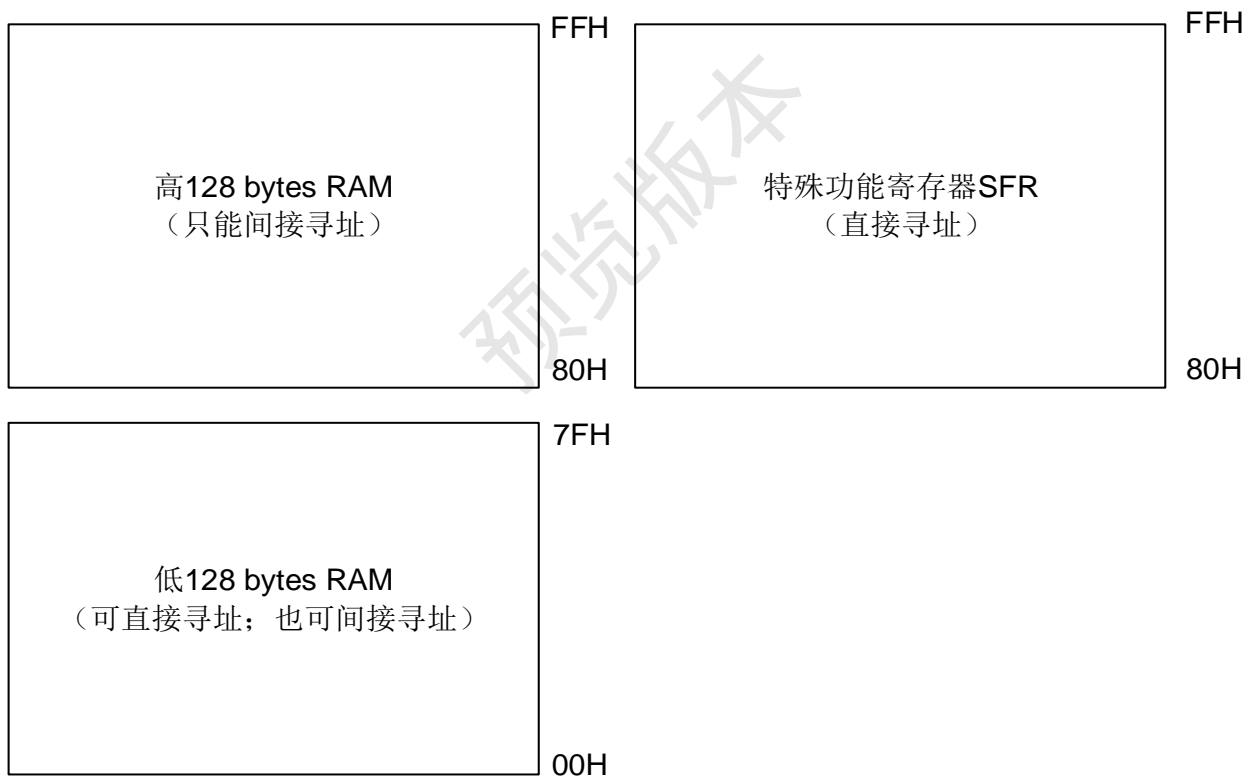 FFH
FFH
高128 bytes RAM
（只能间接寻址）
特殊功能寄存器SFR
（直接寻址）
80H
80H
预览版本
7FH
低128 bytes RAM
（可直接寻址；也可间接寻址）
00H